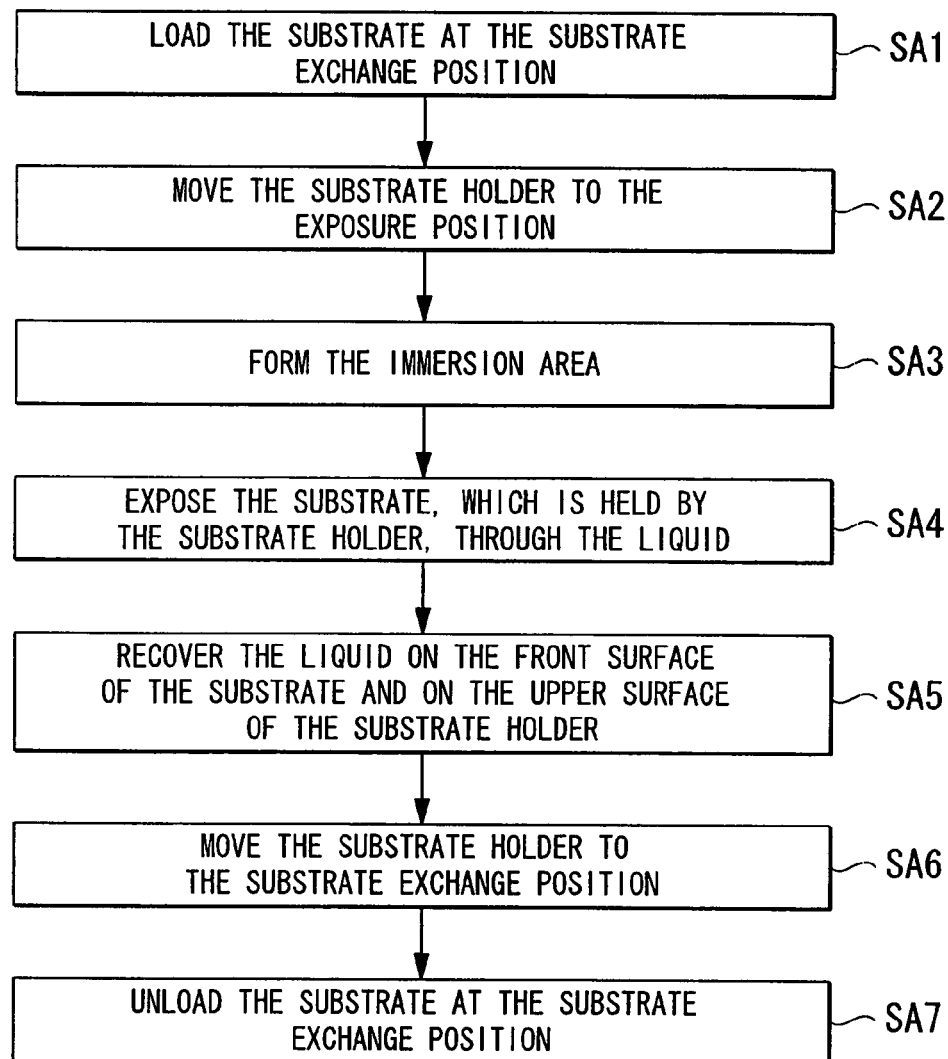 LOAD THE SUBSTRATE AT THE SUBSTRATE
EXCHANGE POSITION
SA1
MOVE THE SUBSTRATE HOLDER TO THE
EXPOSURE POSITION
SA2
FORM THE IMMERSION AREA
SA3
EXPOSE THE SUBSTRATE, WHICH IS HELD BY
THE SUBSTRATE HOLDER, THROUGH THE LIQUID
SA4
RECOVER THE LIQUID ON THE FRONT SURFACE
OF THE SUBSTRATE AND ON THE UPPER SURFACE
OF THE SUBSTRATE HOLDER
SA5
MOVE THE SUBSTRATE HOLDER TO
THE SUBSTRATE EXCHANGE POSITION
SA6
UNLOAD THE SUBSTRATE AT THE SUBSTRATE
EXCHANGE POSITION
SA7